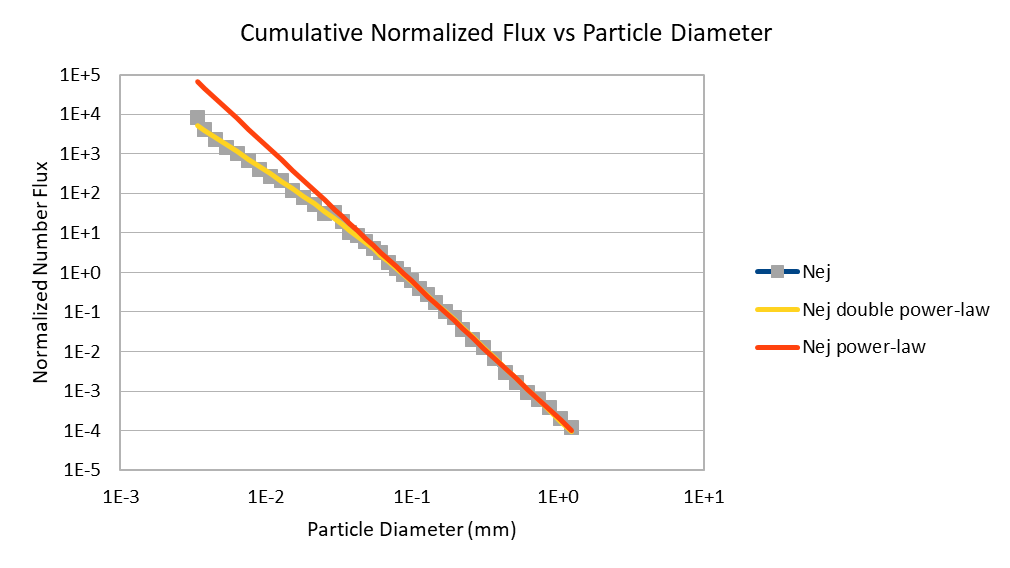 Cumulative Normalized Flux vs Particle Diameter
1E+5
1E+4
1E+3
1E+2
1E+1
1E+0
1E-1
1E-2
1E-3
1E-4
1E-5
Normalized Number Flux
1E-3 1E-2 1E-1 1E+0 1E+1
Particle Diameter (mm)
Nej
Nej double power-law
Nej power-law